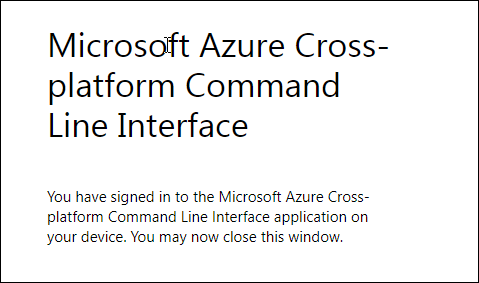 Microsoft Azure Cross-
platform Command
Line Interface
You have signed in to the Microsoft Azure Cross-
platform Command Line Interface application on
your device. You may now close this window.